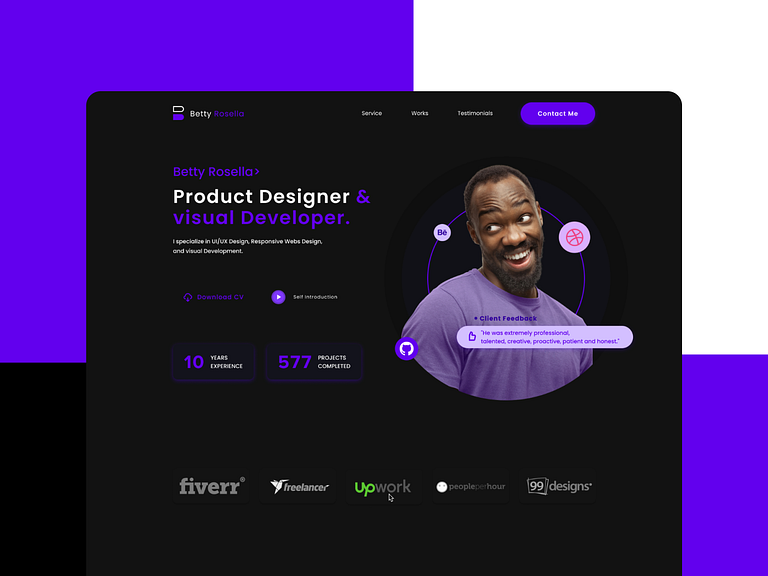 Betty Rosella
Service
Works
Testimonials
Contact Me
Betty Rosella>
Product Designer &
visual Developer.
I specialize in UI/UX Design, Responsive Webs Design,
and visual Development.
Download CV
Self Introduction
10 YEARS
EXPERIENCE
577 PROJECTS
COMPLETED
Bē
Client Feedback
"He was extremely professional,
talented, creative, proactive, patient and honest."
fiverr®
freelancer
Upwork
peopleperhour
99designs